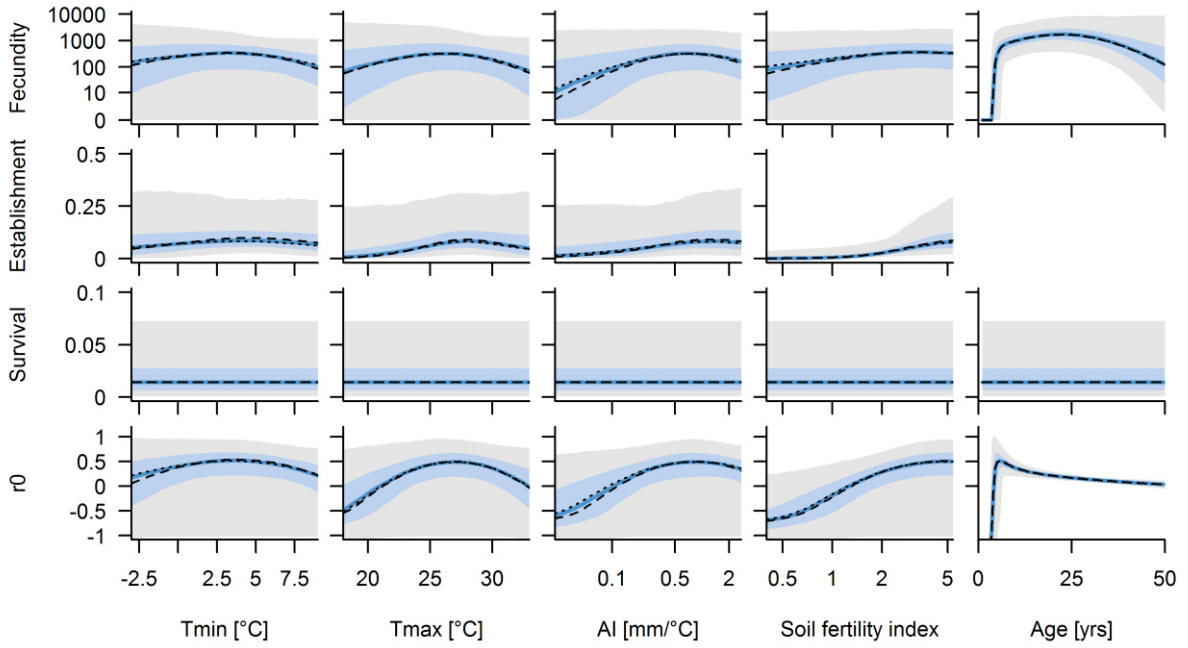 Fecundity
10000
1000
100
10
0
Establishment
0.5
0.25
0
Survival
0.1
0.05
0
r0
1
0.5
0
-0.5
-1
-2.5 2.5 5 7.5
20 25 30
0.1 0.5 2
0.5 1 2 5
0 25 50
Tmin [°C] Tmax [°C] AI [mm/°C] Soil fertility index Age [yrs]